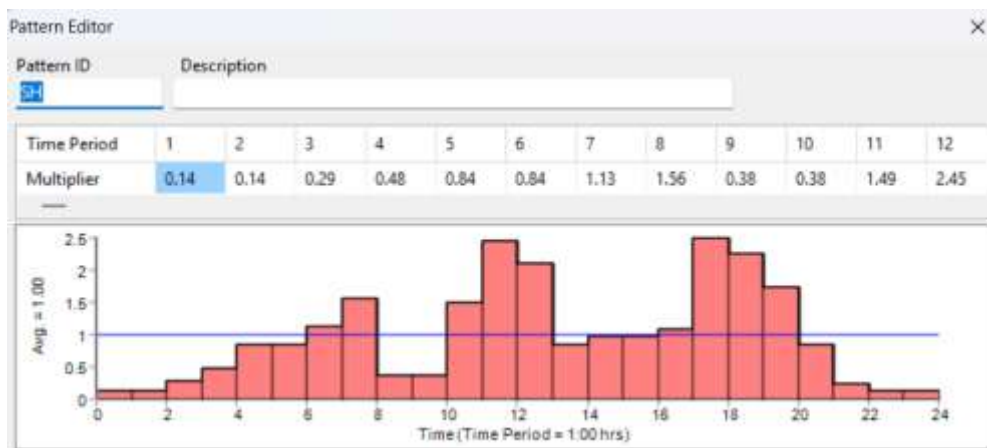 Pattern Editor
Pattern ID Description
SH
Time Period 1 2 3 4 5 6 7 8 9 10 11 12
Multiplier 0.14 0.14 0.29 0.48 0.84 0.84 1.13 1.56 0.38 0.38 1.49 2.45
2.5
2
1.5
1
0.5
0
Avg. = 1.00
0 2 4 6 8 10 12 14 16 18 20 22 24
Time (Time Period = 1:00 hrs)